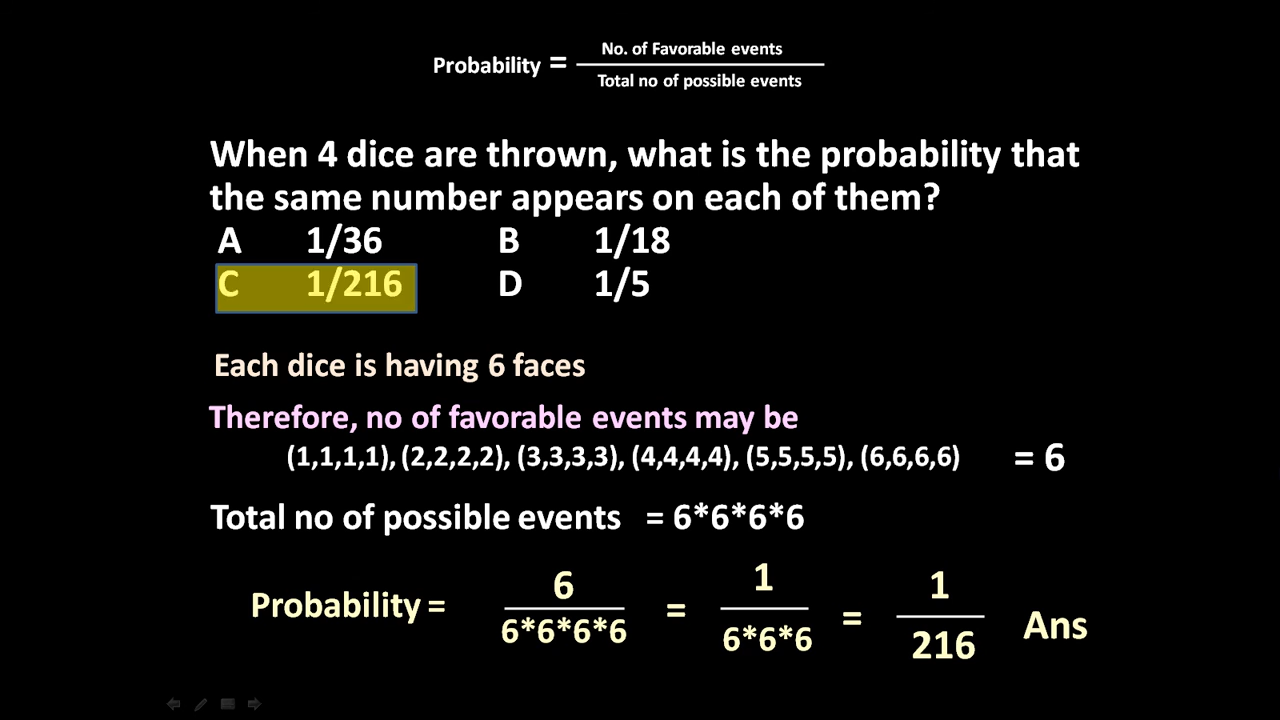 No. of Favorable events
Probability =
Total no of possible events
When 4 dice are thrown, what is the probability that
the same number appears on each of them?
A 1/36 B 1/18
C 1/216 D 1/5
Each dice is having 6 faces
Therefore, no of favorable events may be
(1,1,1,1), (2,2,2,2), (3,3,3,3), (4,4,4,4), (5,5,5,5), (6,6,6,6) = 6
Total no of possible events = 6*6*6*6
6 1 1
Probability = = = Ans
6*6*6*6 6*6*6 216